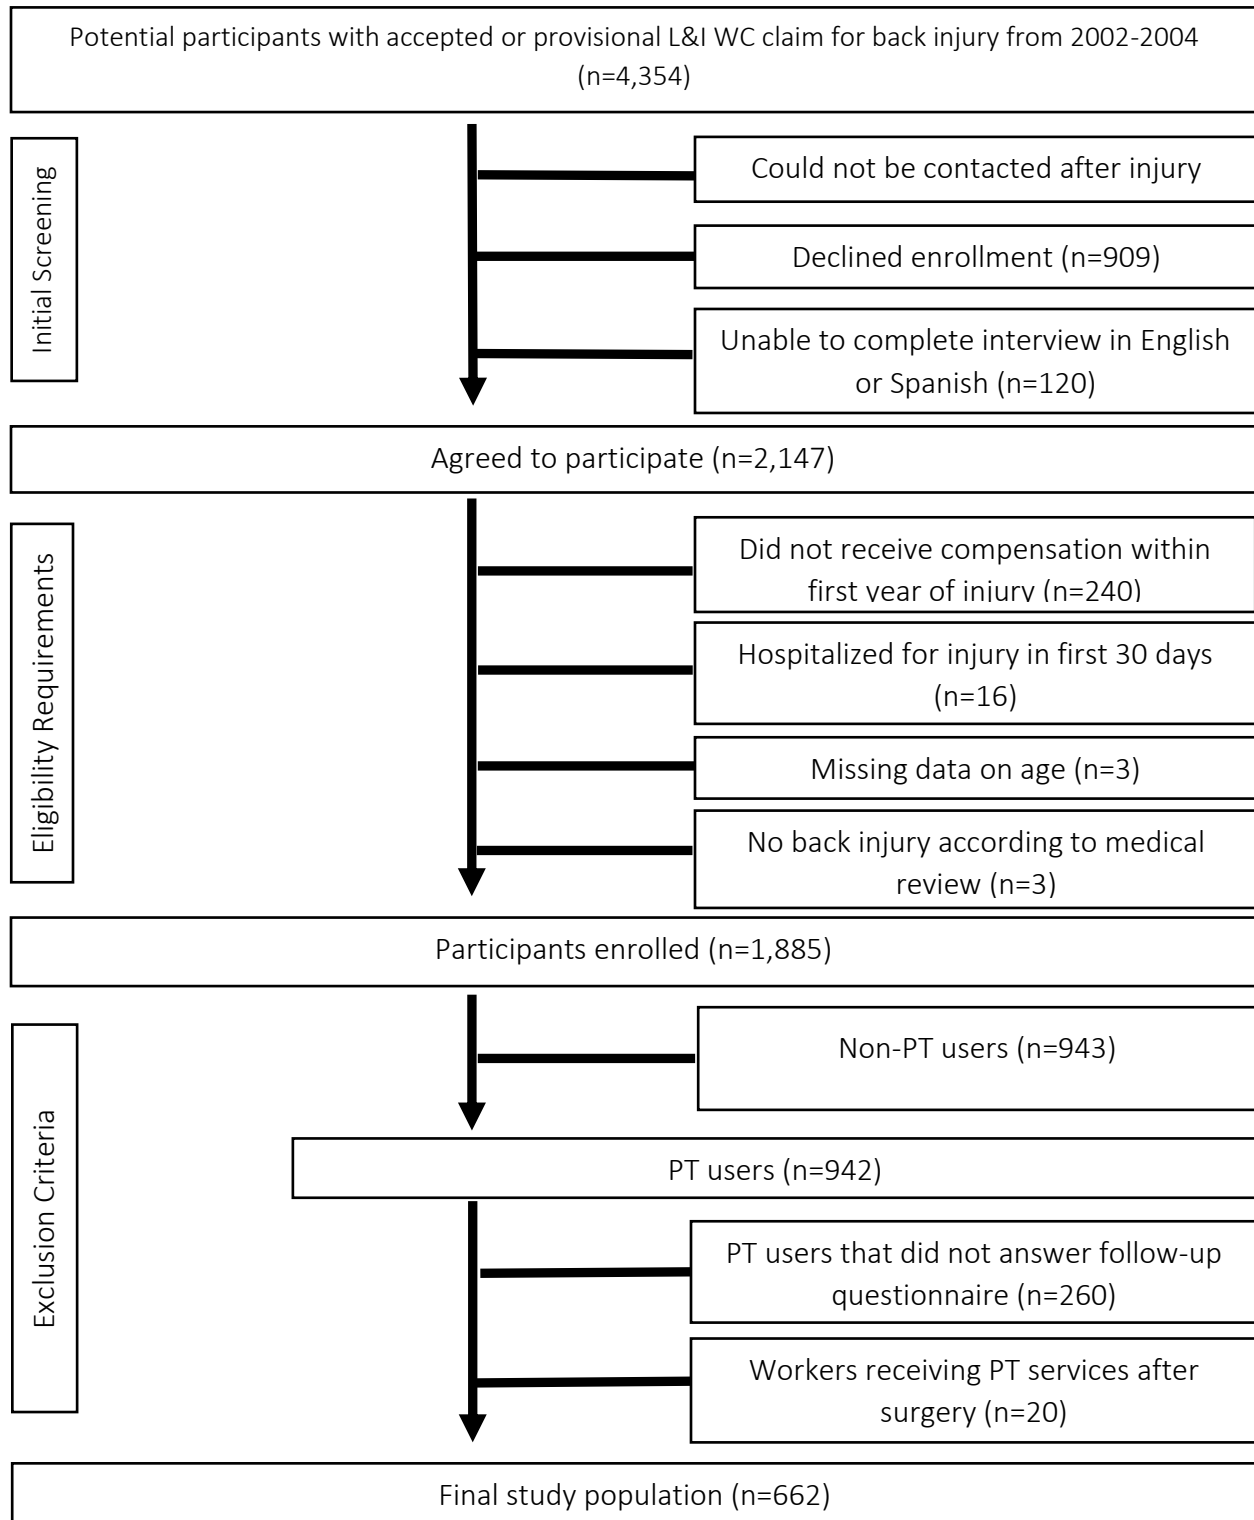 Potential participants with accepted or provisional L&I WC claim for back injury from 2002-2004
(n=4,354)
Initial Screening
Could not be contacted after injury
Declined enrollment (n=909)
Unable to complete interview in English
or Spanish (n=120)
Agreed to participate (n=2,147)
Eligibility Requirements
Did not receive compensation within
first year of injury (n=240)
Hospitalized for injury in first 30 days
(n=16)
Missing data on age (n=3)
No back injury according to medical
review (n=3)
Participants enrolled (n=1,885)
Exclusion Criteria
Non-PT users (n=943)
PT users (n=942)
PT users that did not answer follow-up
questionnaire (n=260)
Workers receiving PT services after
surgery (n=20)
Final study population (n=662)